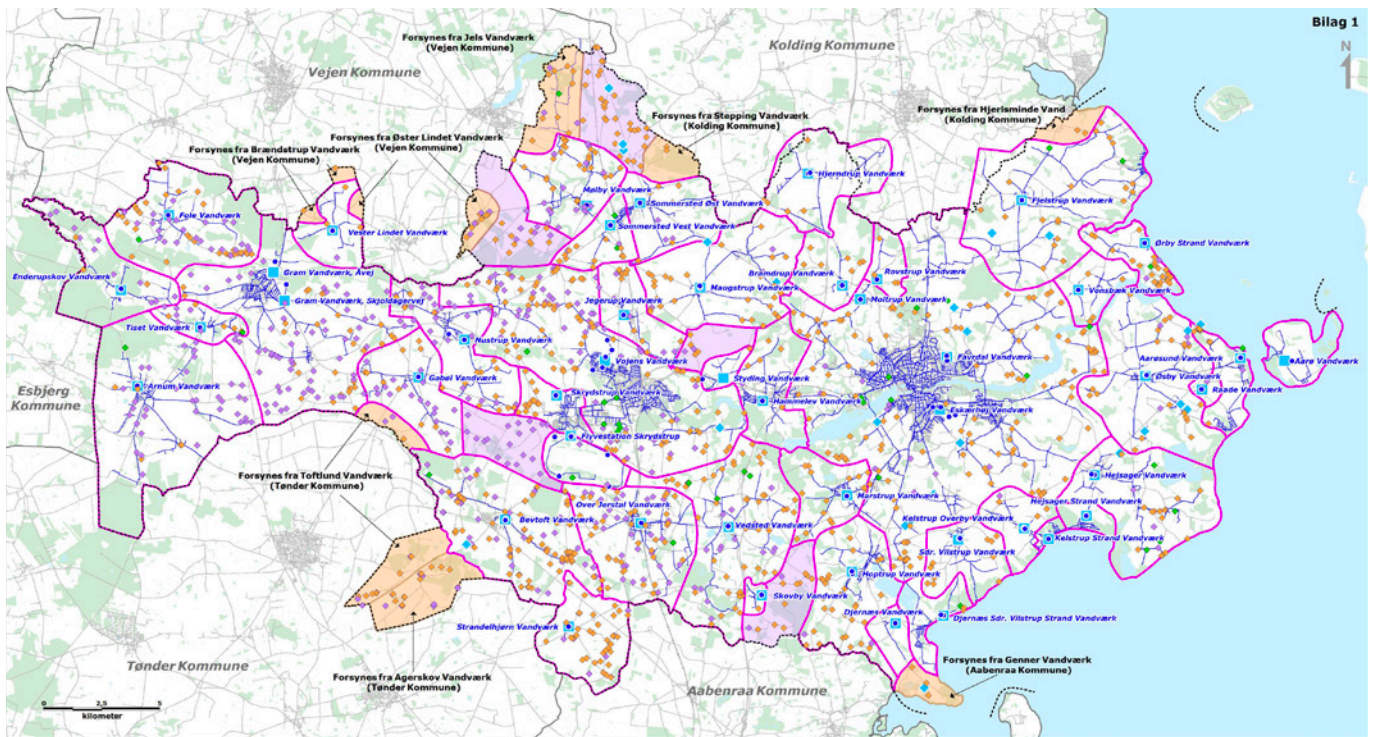 Bilag 1
N
Forsynes fra Jels Vandværk
(Vejen Kommune)
Kolding Kommune
Vejen Kommune
Forsynes fra Stepping Vandværk
(Kolding Kommune)
Forsynes fra Hjerlsminde Vand
(Kolding Kommune)
Forsynes fra Øster Lindet Vandværk
(Vejen Kommune)
Forsynes fra Brændstrup Vandværk
(Vejen Kommune)
Hjerndrup Vandværk
Mølby Vandværk
Sommersted Øst Vandværk
Fjelstrup Vandværk
Fole Vandværk
Sommersted Vest Vandværk
Vester Lindet Vandværk
Ørby Strand Vandværk
Gram Vandværk, Åvej
Enderupskov Vandværk
Bramdrup Vandværk
Rovstrup Vandværk
Maugstrup Vandværk
Vonsbæk Vandværk
Gram Vandværk, Skjoldagervej
Moltrup Vandværk
Jegerup Vandværk
Tiset Vandværk
Nustrup Vandværk
Favrdal Vandværk
Aarøsund Vandværk
Aarø Vandværk
Vojens Vandværk
Gabøl Vandværk
Styding Vandværk
Øsby Vandværk
Esbjerg
Kommune
Arnum Vandværk
Raade Vandværk
Skrydstrup Vandværk
Hammelev Vandværk
Eskærhøj Vandværk
Flyvestation Skrydstrup
Forsynes fra Toftlund Vandværk
(Tønder Kommune)
Hejsager Vandværk
Marstrup Vandværk
Hejsager Strand Vandværk
Over Jerstal Vandværk
Bevtoft Vandværk
Vedsted Vandværk
Kelstrup Overby Vandværk
Kelstrup Strand Vandværk
Sdr. Vilstrup Vandværk
Hoptrup Vandværk
Skovby Vandværk
Djernæs Vandværk
Djernæs Sdr. Vilstrup Strand Vandværk
Strandelhjørn Vandværk
Tønder Kommune
Forsynes fra Agerskov Vandværk
(Tønder Kommune)
Forsynes fra Genner Vandværk
(Aabenraa Kommune)
Aabenraa Kommune
0 2,5 5
kilometer